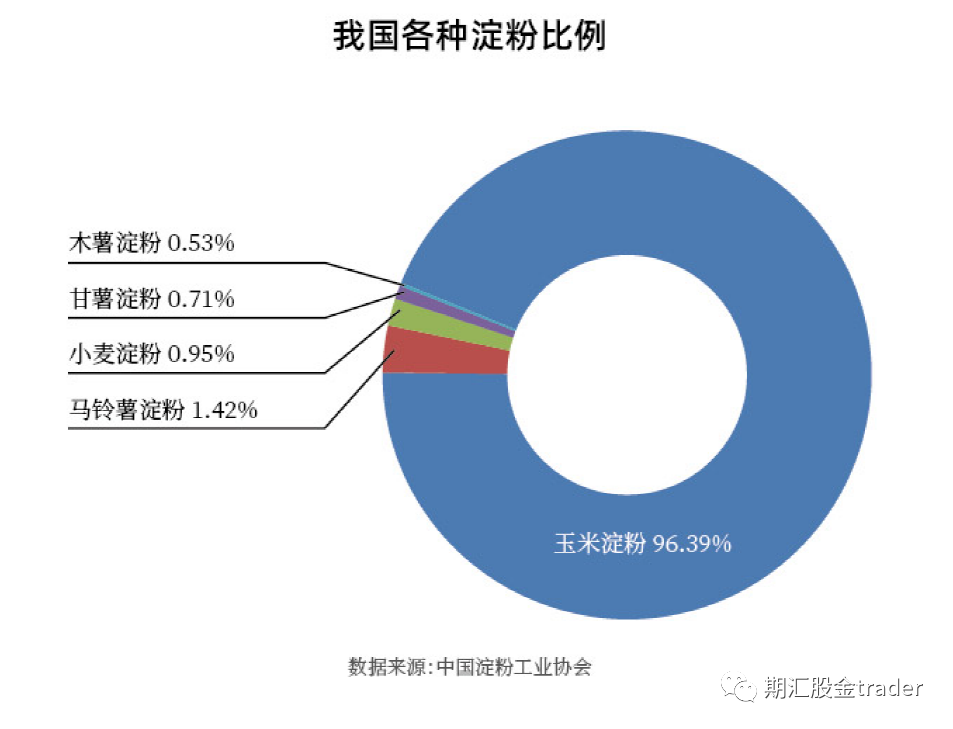 我国各种淀粉比例
木薯淀粉 0.53%
甘薯淀粉 0.71%
小麦淀粉 0.95%
马铃薯淀粉 1.42%
玉米淀粉 96.39%
数据来源:中国淀粉工业协会
期汇股金trader